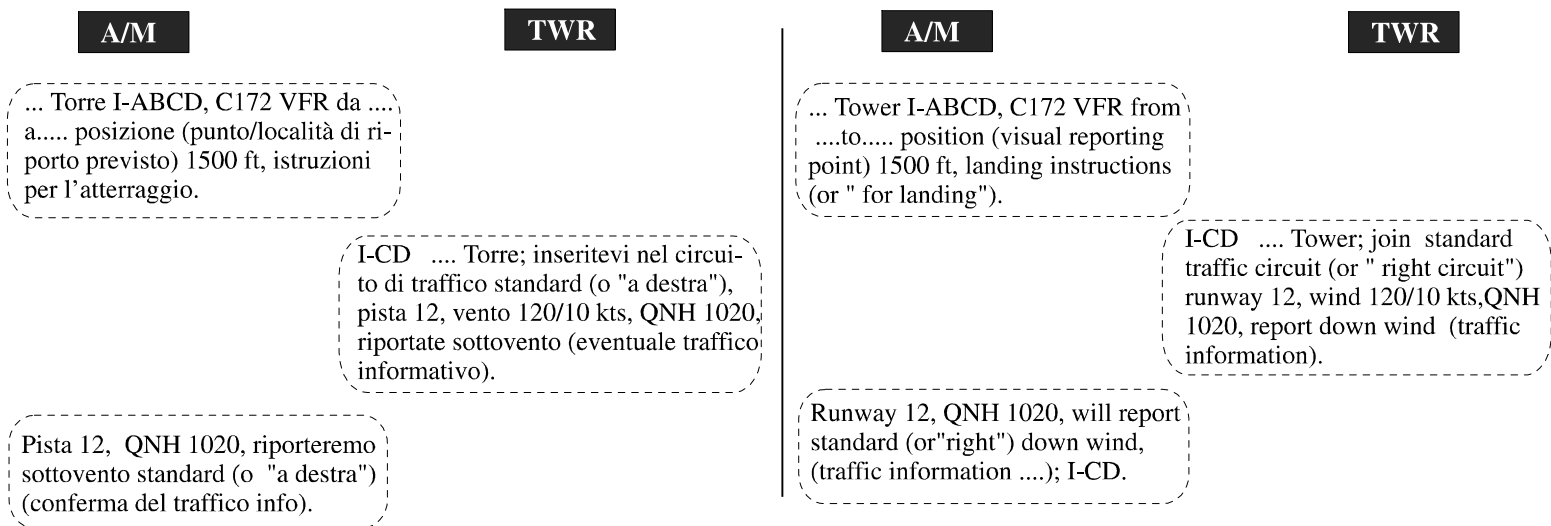 A/M
TWR
... Torre I-ABCD, C172 VFR da ....
a..... posizione (punto/località di ri-
porto previsto) 1500 ft, istruzioni
per l'atterraggio.
I-CD .... Torre; inseritevi nel circui-
to di traffico standard (o "a destra"),
pista 12, vento 120/10 kts, QNH 1020,
riportate sottovento (eventuale traffico
informativo).
Pista 12, QNH 1020, riporteremo
sottovento standard (o "a destra")
(conferma del traffico info).
A/M
TWR
... Tower I-ABCD, C172 VFR from
....to..... position (visual reporting
point) 1500 ft, landing instructions
(or " for landing").
I-CD .... Tower; join standard
traffic circuit (or " right circuit")
runway 12, wind 120/10 kts,QNH
1020, report down wind (traffic
information).
Runway 12, QNH 1020, will report
standard (or"right") down wind,
(traffic information ....); I-CD.